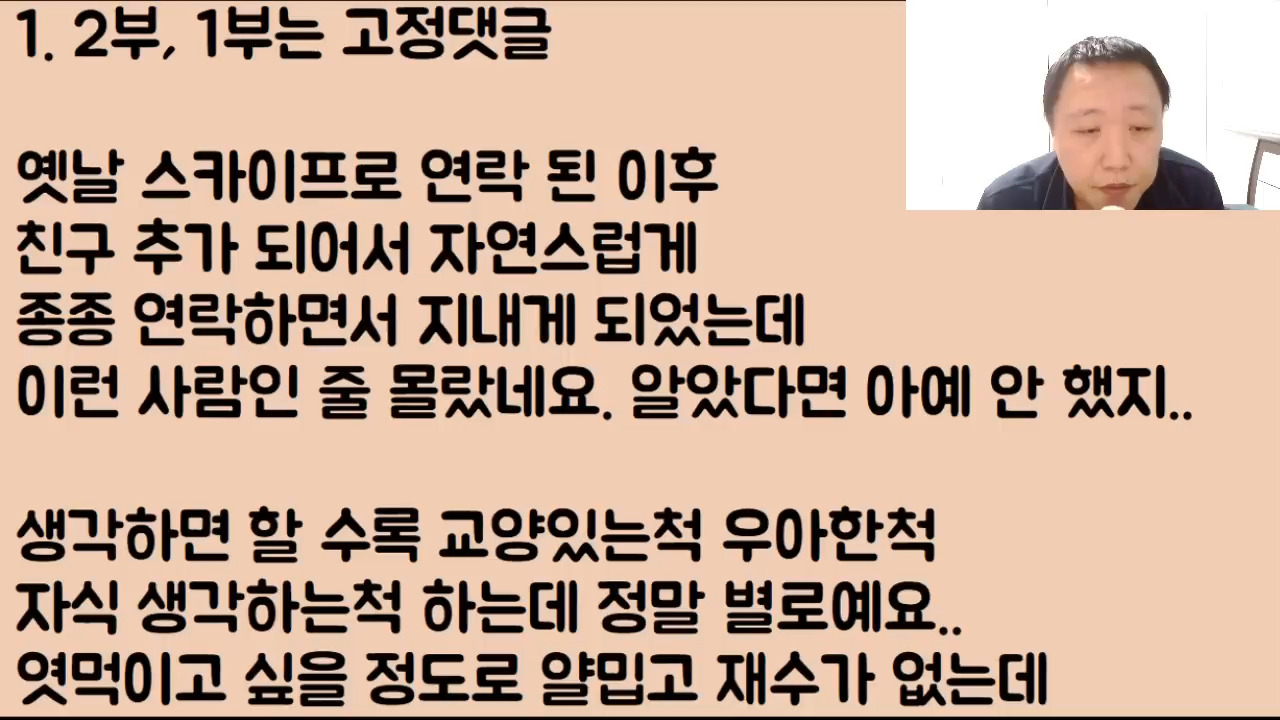 1. 2부, 1부는 고정댓글
옛날 스카이프로 연락 된 이후
친구 추가 되어서 자연스럽게
종종 연락하면서 지내게 되었는데
이런 사람인 줄 몰랐네요. 알았다면 아예 안 했지..
생각하면 할 수록 교양있는척 우아한척
자식 생각하는척 하는데 정말 별로예요..
엿먹이고 싶을 정도로 얄밉고 재수가 없는데